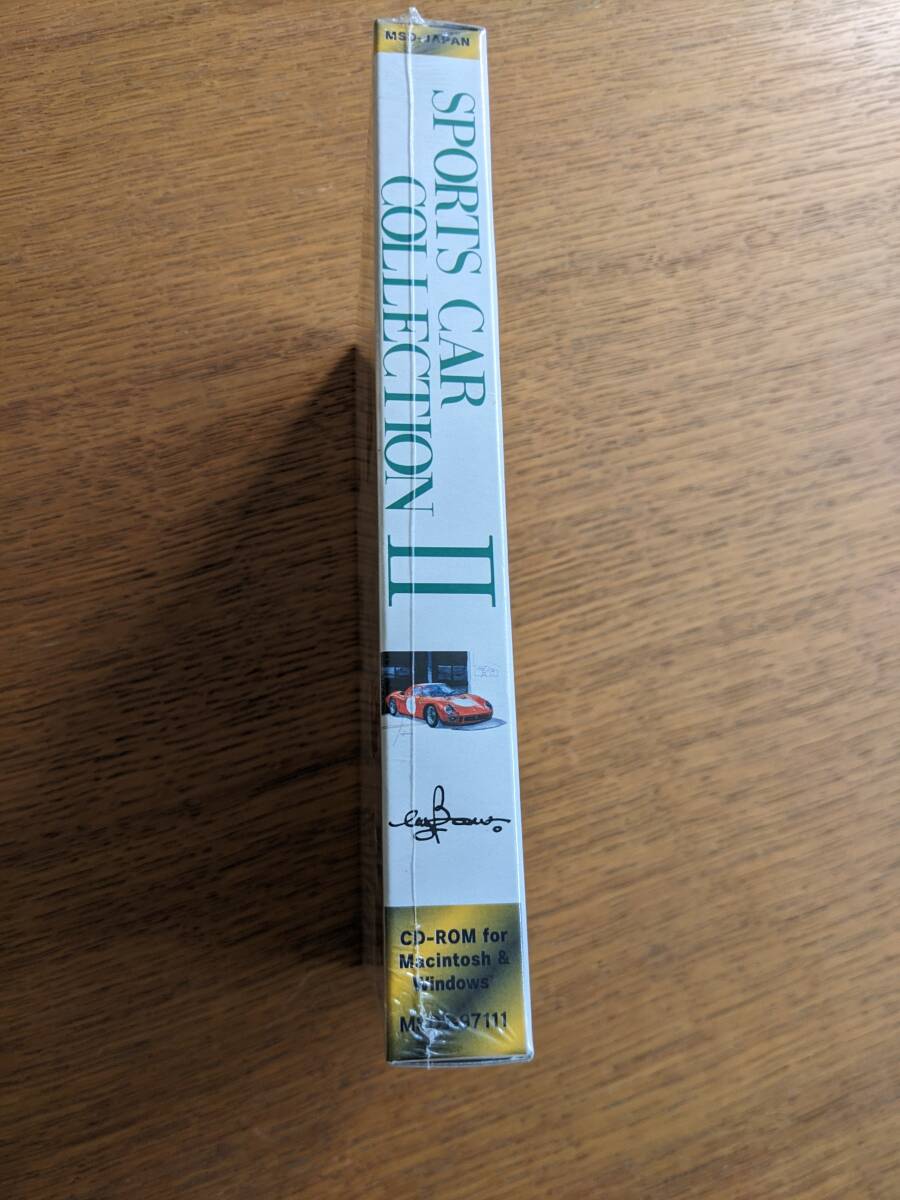 MSD-JAPAN
SPORTS CAR
COLLECTION II
CD-ROM for
Macintosh &
Windows